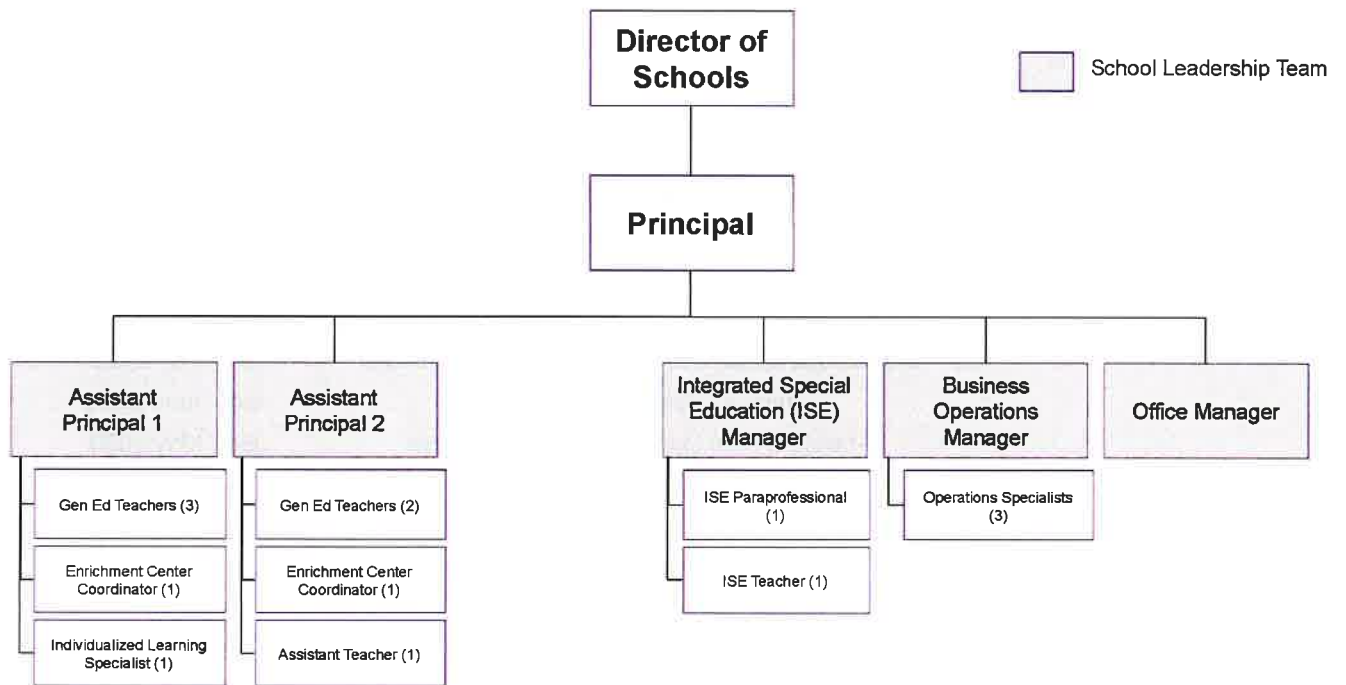 Director of
Schools
School Leadership Team
Principal
Assistant
Principal 1
Assistant
Principal 2
Integrated Special
Education (ISE)
Manager
Business
Operations
Manager
Office Manager
Gen Ed Teachers (3)
Gen Ed Teachers (2)
ISE Paraprofessional
(1)
Operations Specialists
(3)
Enrichment Center
Coordinator (1)
Enrichment Center
Coordinator (1)
ISE Teacher (1)
Individualized Learning
Specialist (1)
Assistant Teacher (1)